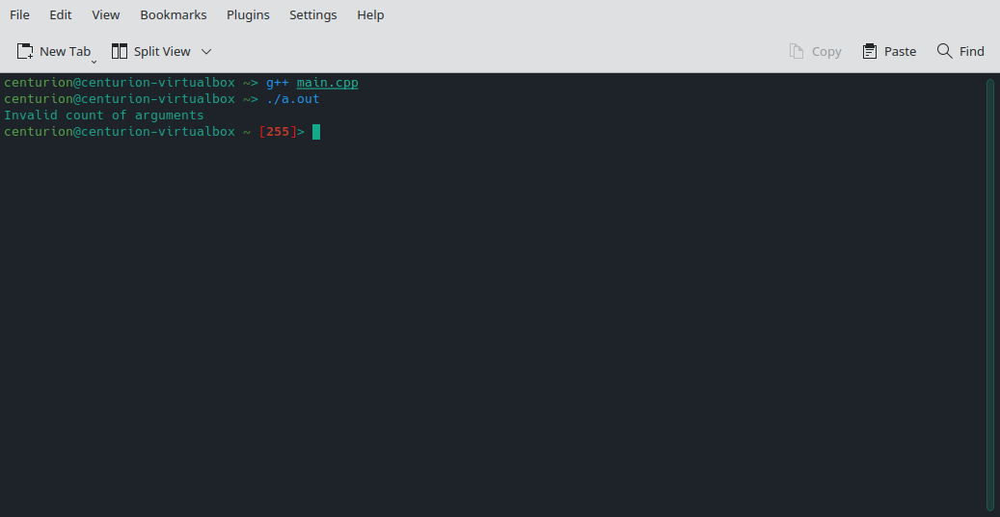 File Edit View Bookmarks Plugins Settings Help
New Tab Split View Copy Paste Find
centurion@centurion-virtualbox ~> g++ main.cpp
centurion@centurion-virtualbox ~> ./a.out
Invalid count of arguments
centurion@centurion-virtualbox ~ [255]>